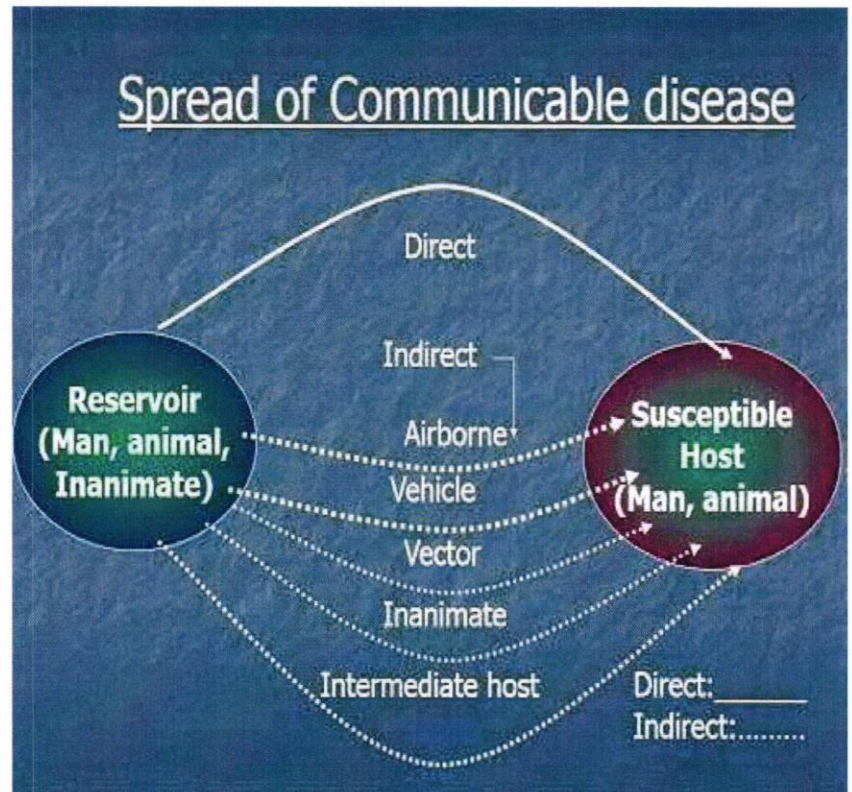 Spread of Communicable disease
Direct
Indirect
Reservoir
(Man, animal,
Inanimate)
Airborne
Vehicle
Vector
Inanimate
Intermediate host
Susceptible
Host
(Man, animal)
Direct:______
Indirect:.........